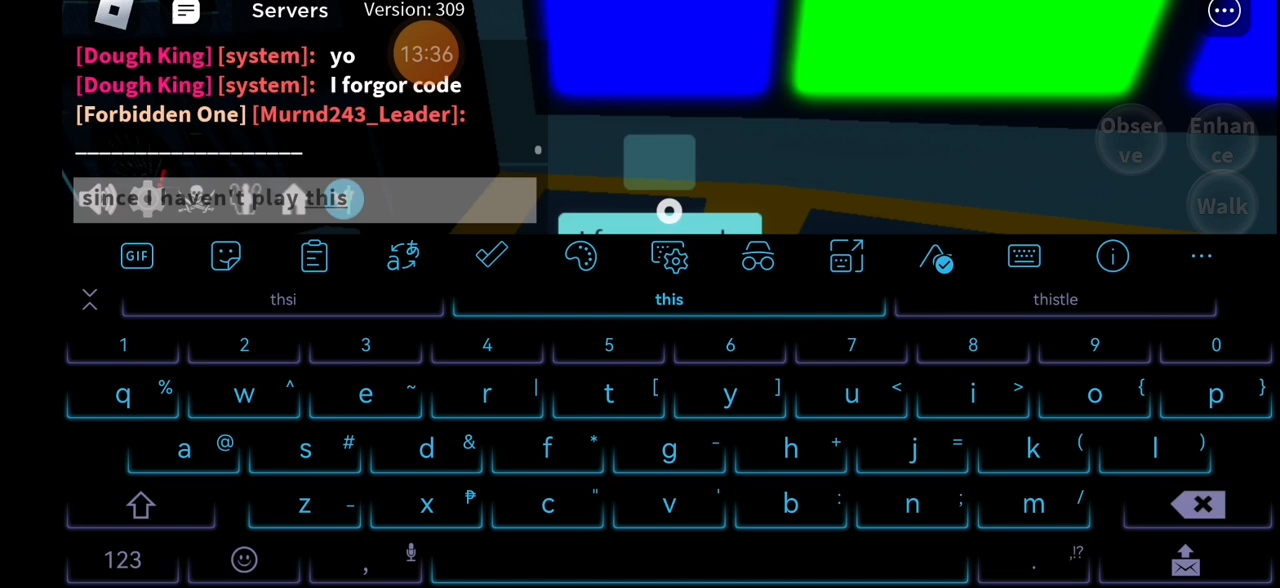 Servers Version: 309
[Dough King] [system]: yo
13:36
[Dough King] [system]: I forgor code
[Forbidden One] [Murnd243_Leader]:
___________________
since I haven't play this
Obser
ve
Enhan
ce
Walk
GIF
thsi this thistle
1 2 3 4 5 6 7 8 9 0
q % w ^ e ~ r | t [ y ] u < i > o { p }
a @ s # d & f * g - h + j = k ( l )
z _ x ₱ c " v ' b : n ; m /
123 , . ,!?